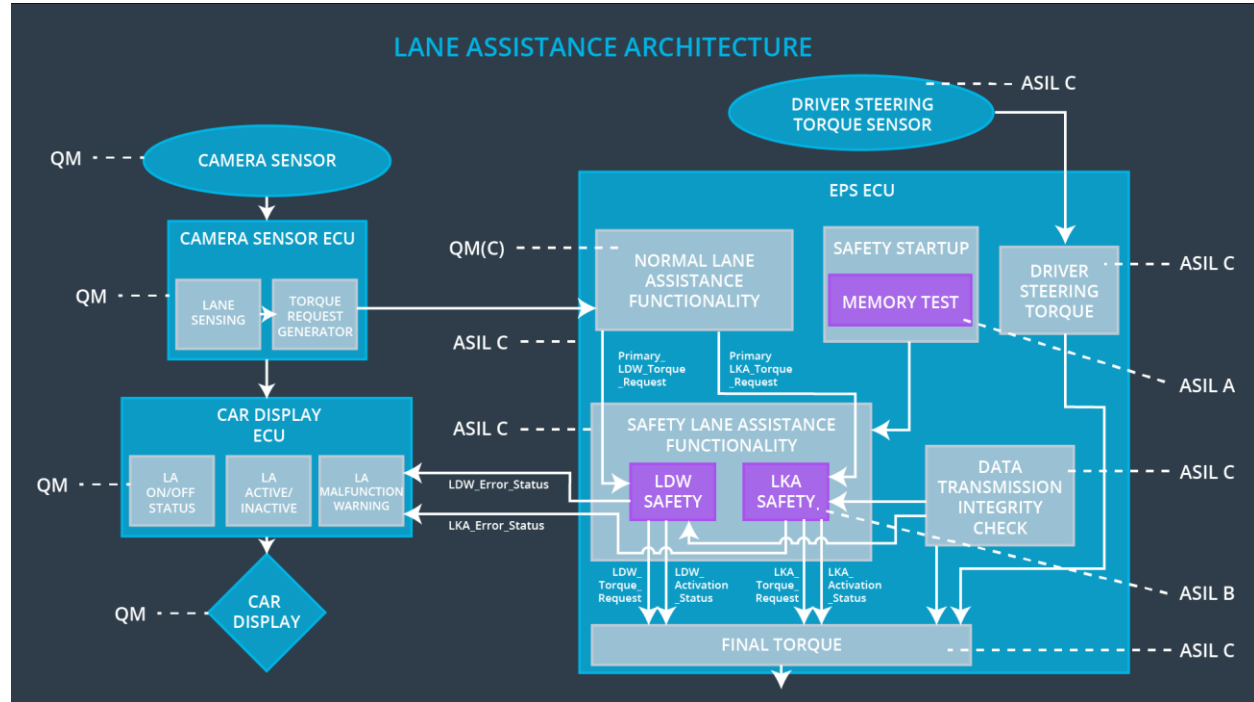 LANE ASSISTANCE ARCHITECTURE
ASIL C
DRIVER STEERING
TORQUE SENSOR
QM
CAMERA SENSOR
EPS ECU
CAMERA SENSOR ECU
LANE
SENSING
TORQUE
REQUEST
GENERATOR
QM
QM(C)
NORMAL LANE
ASSISTANCE
FUNCTIONALITY
SAFETY STARTUP
MEMORY TEST
DRIVER
STEERING
TORQUE
ASIL C
ASIL C
Primary_
LDW_Torque
_Request
Primary
LKA_Torque
_Request
ASIL A
CAR DISPLAY
ECU
LA
ON/OFF
STATUS
LA
ACTIVE/
INACTIVE
LA
MALFUNCTION
WARNING
QM
ASIL C
SAFETY LANE ASSISTANCE
FUNCTIONALITY
LDW
SAFETY
LKA
SAFETY
DATA
TRANSMISSION
INTEGRITY
CHECK
ASIL C
LDW_Error_Status
LKA_Error_Status
LDW_
Torque_
Request
LDW_
Activation
_Status
LKA_
Torque_
Request
LKA_
Activation
_Status
ASIL B
QM
CAR
DISPLAY
FINAL TORQUE
ASIL C